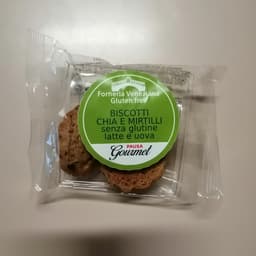 Forneria Veneziana
Gluten free
BISCOTTI
CHIA E MIRTILLI
senza glutine
latte e uova
PAUSA
Gourmet